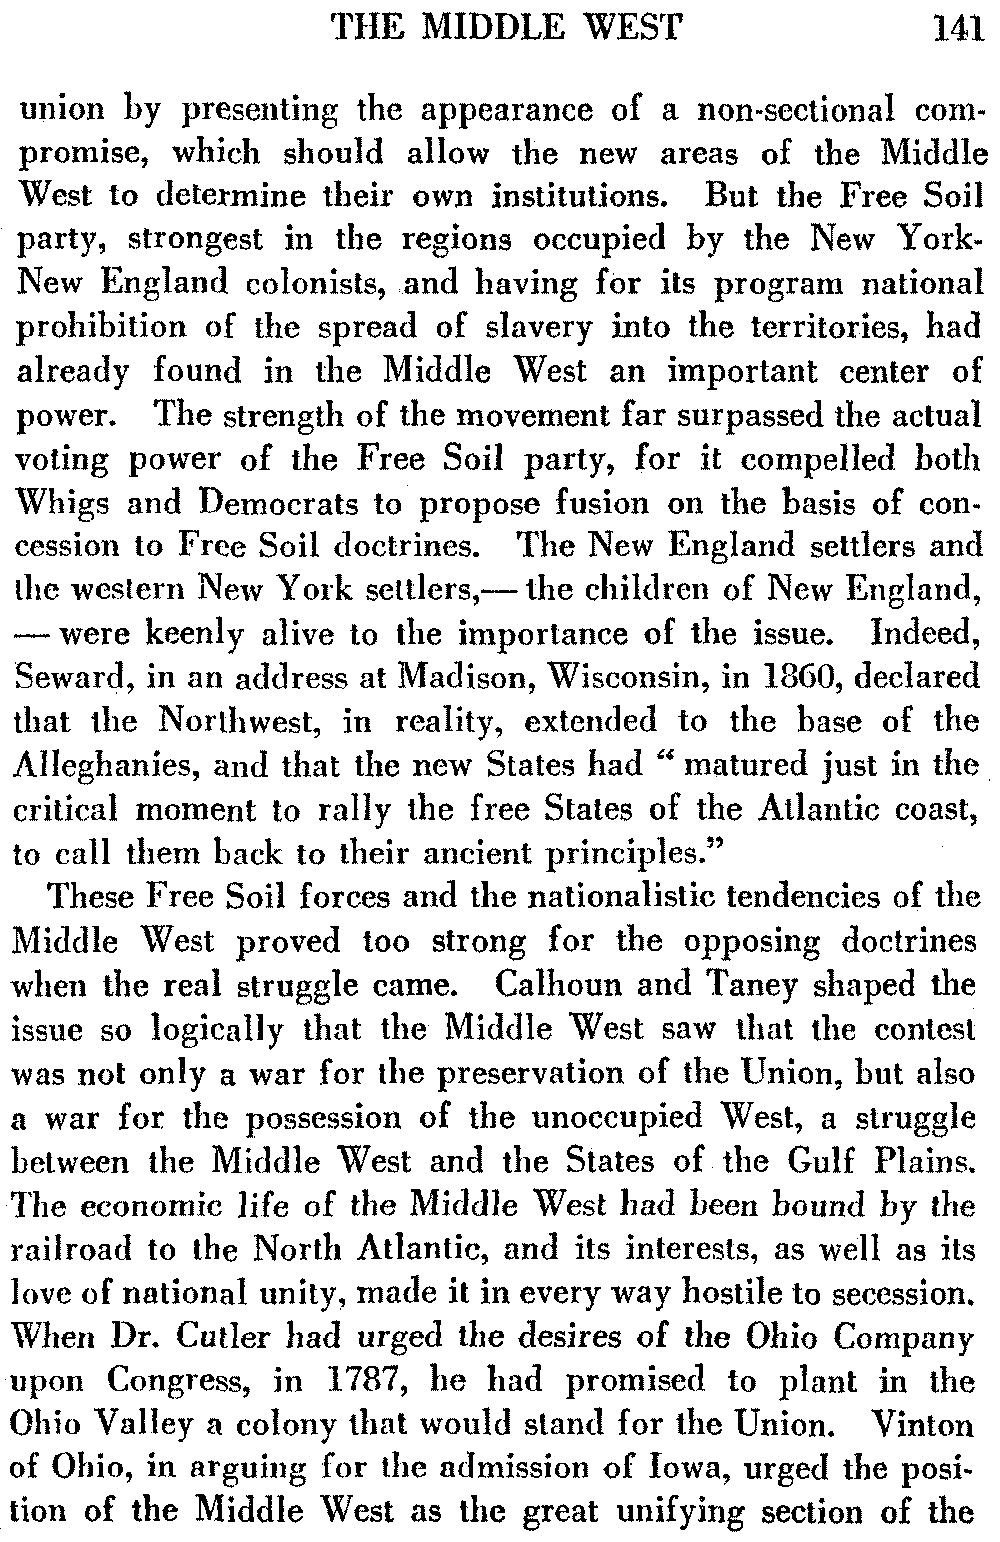 THE MIDDLE WEST 141
union by presenting the appearance of a non-sectional com-
promise, which should allow the new areas of the Middle
West to determine their own institutions. But the Free Soil
party, strongest in the regions occupied by the New York-
New England colonists, and having for its program national
prohibition of the spread of slavery into the territories, had
already found in the Middle West an important center of
power. The strength of the movement far surpassed the actual
voting power of the Free Soil party, for it compelled both
Whigs and Democrats to propose fusion on the basis of con-
cession to Free Soil doctrines. The New England settlers and
the western New York settlers,— the children of New England,
— were keenly alive to the importance of the issue. Indeed,
Seward, in an address at Madison, Wisconsin, in 1860, declared
that the Northwest, in reality, extended to the base of the
Alleghanies, and that the new States had “ matured just in the
critical moment to rally the free States of the Atlantic coast,
to call them back to their ancient principles.”
These Free Soil forces and the nationalistic tendencies of the
Middle West proved too strong for the opposing doctrines
when the real struggle came. Calhoun and Taney shaped the
issue so logically that the Middle West saw that the contest
was not only a war for the preservation of the Union, but also
a war for the possession of the unoccupied West, a struggle
between the Middle West and the States of the Gulf Plains.
The economic life of the Middle West had been bound by the
railroad to the North Atlantic, and its interests, as well as its
love of national unity, made it in every way hostile to secession.
When Dr. Cutler had urged the desires of the Ohio Company
upon Congress, in 1787, he had promised to plant in the
Ohio Valley a colony that would stand for the Union. Vinton
of Ohio, in arguing for the admission of Iowa, urged the posi-
tion of the Middle West as the great unifying section of the